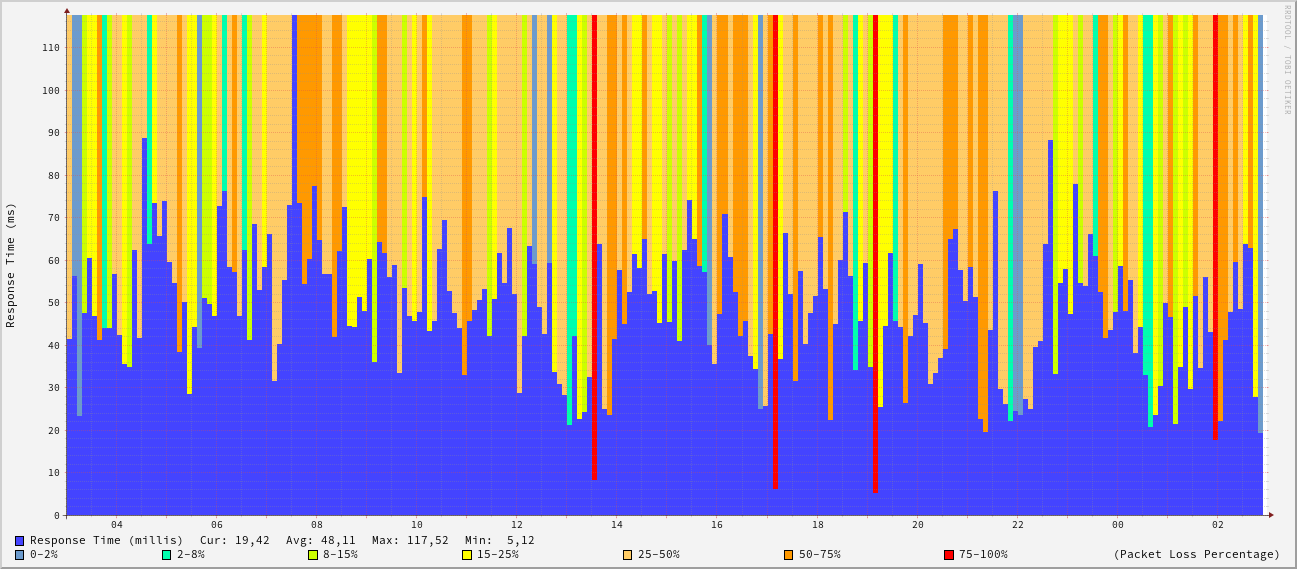 RRDTOOL / TOBI OETIKER
Response Time (ms)
110
100
90
80
70
60
50
40
30
20
10
0
04 06 08 10 12 14 16 18 20 22 00 02
Response Time (millis) Cur: 19,42 Avg: 48,11 Max: 117,52 Min: 5,12
0-2% 2-8% 8-15% 15-25% 25-50% 50-75% 75-100% (Packet Loss Percentage)